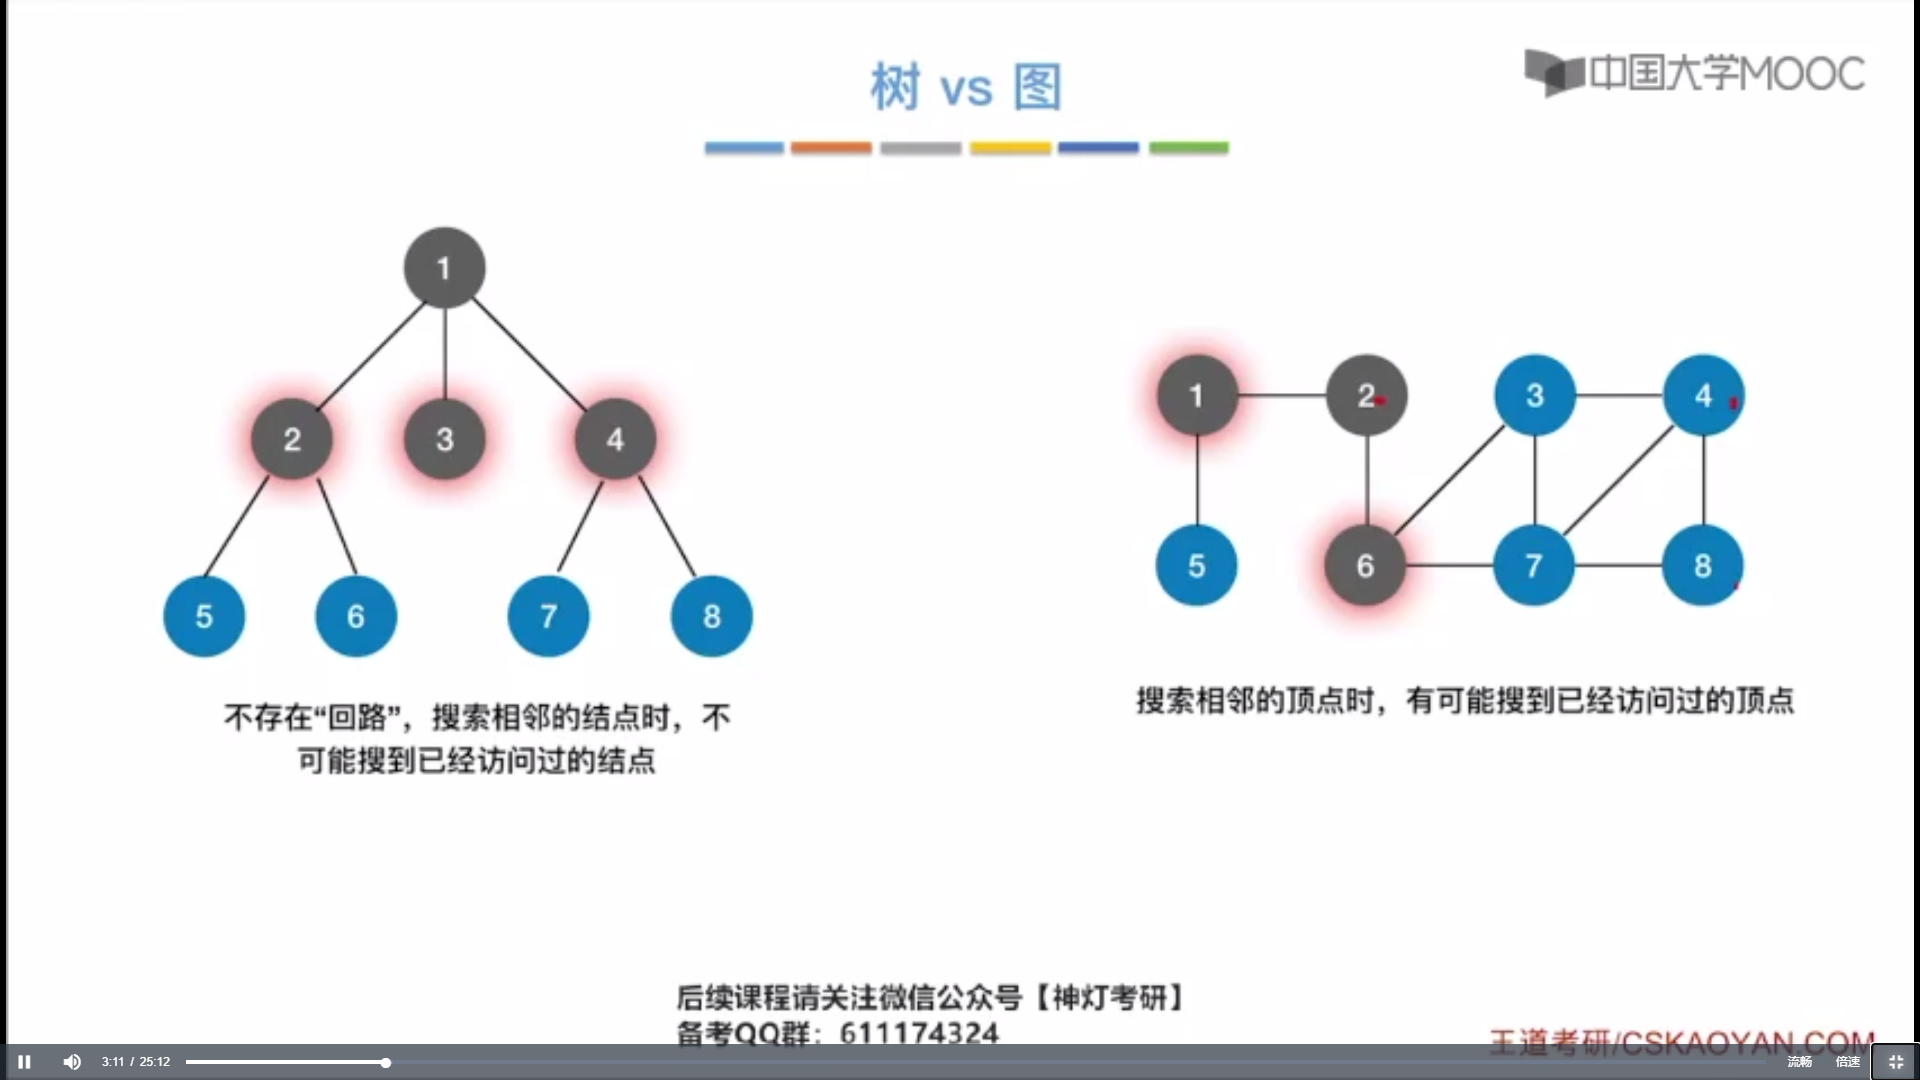 树 vs 图
中国大学MOOC
1
2
3
4
5
6
7
8
不存在“回路”，搜索相邻的结点时，不
可能搜到已经访问过的结点
1
2
3
4
5
6
7
8
搜索相邻的顶点时，有可能搜到已经访问过的顶点
后续课程请关注微信公众号【神灯考研】
备考QQ群：611174324
王道考研/CSKAOYAN.COM
3:11 / 25:12
流畅
倍速